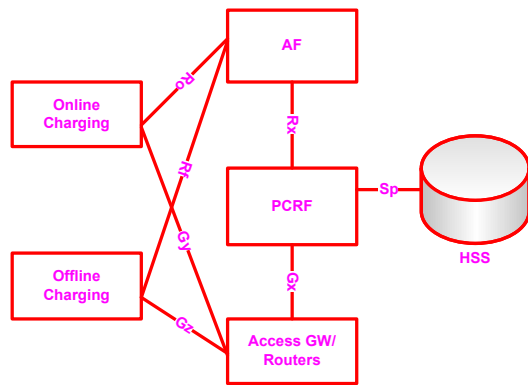 AF
Ro
Online
Charging
Rx
Rf
PCRF
Sp
Gy
HSS
Offline
Charging
Gx
Gz
Access GW/
Routers